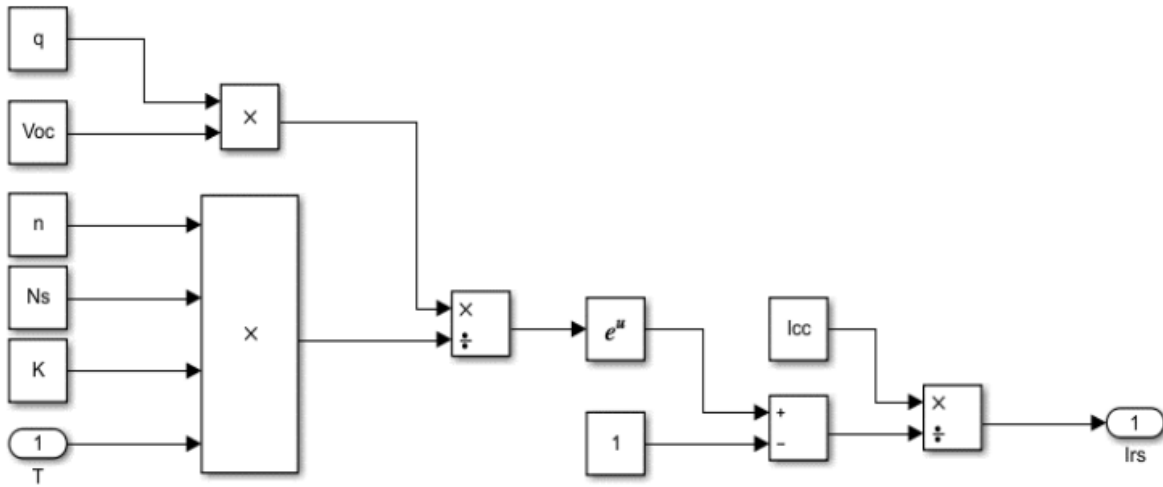 q
Voc
×
n
Ns
K
1
T
×
×
÷
e^u
1
Icc
+
−
×
÷
1
Irs